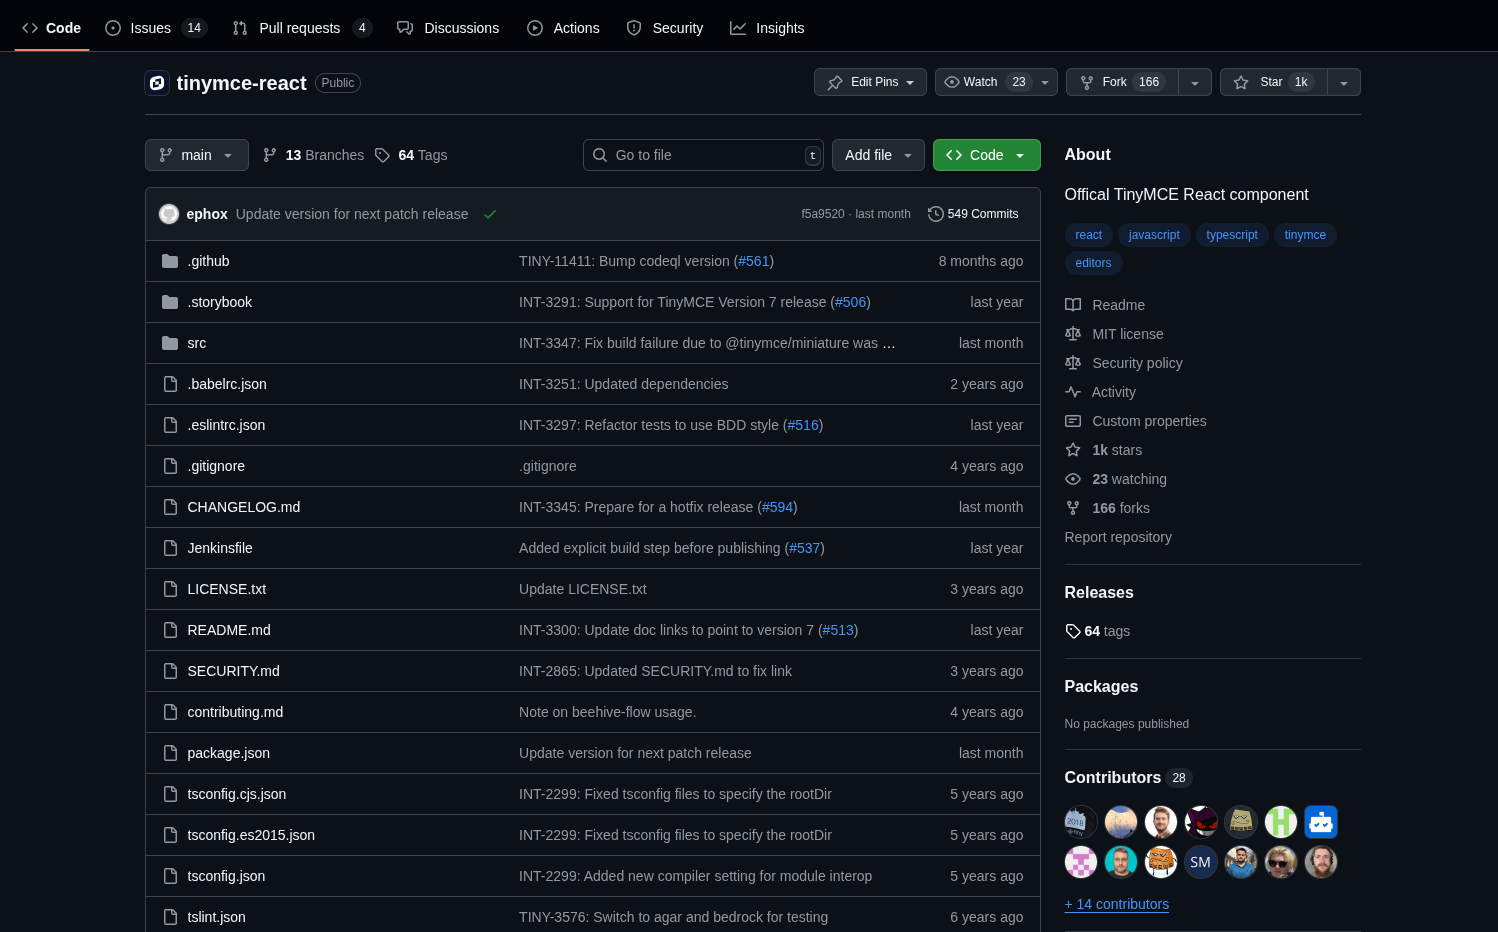 Code Issues 14 Pull requests 4 Discussions Actions Security Insights
tinymce-react Public Edit Pins Watch 23 Fork 166 Star 1k
main 13 Branches 64 Tags Go to file t Add file Code
ephox Update version for next patch release f5a9520 · last month 549 Commits
.github TINY-11411: Bump codeql version (#561) 8 months ago
.storybook INT-3291: Support for TinyMCE Version 7 release (#506) last year
src INT-3347: Fix build failure due to @tinymce/miniature was … last month
.babelrc.json INT-3251: Updated dependencies 2 years ago
.eslintrc.json INT-3297: Refactor tests to use BDD style (#516) last year
.gitignore .gitignore 4 years ago
CHANGELOG.md INT-3345: Prepare for a hotfix release (#594) last month
Jenkinsfile Added explicit build step before publishing (#537) last year
LICENSE.txt Update LICENSE.txt 3 years ago
README.md INT-3300: Update doc links to point to version 7 (#513) last year
SECURITY.md INT-2865: Updated SECURITY.md to fix link 3 years ago
contributing.md Note on beehive-flow usage. 4 years ago
package.json Update version for next patch release last month
tsconfig.cjs.json INT-2299: Fixed tsconfig files to specify the rootDir 5 years ago
tsconfig.es2015.json INT-2299: Fixed tsconfig files to specify the rootDir 5 years ago
tsconfig.json INT-2299: Added new compiler setting for module interop 5 years ago
tslint.json TINY-3576: Switch to agar and bedrock for testing 6 years ago
About
Offical TinyMCE React component
react javascript typescript tinymce
editors
Readme
MIT license
Security policy
Activity
Custom properties
1k stars
23 watching
166 forks
Report repository
Releases
64 tags
Packages
No packages published
Contributors 28
2018
SM
+ 14 contributors